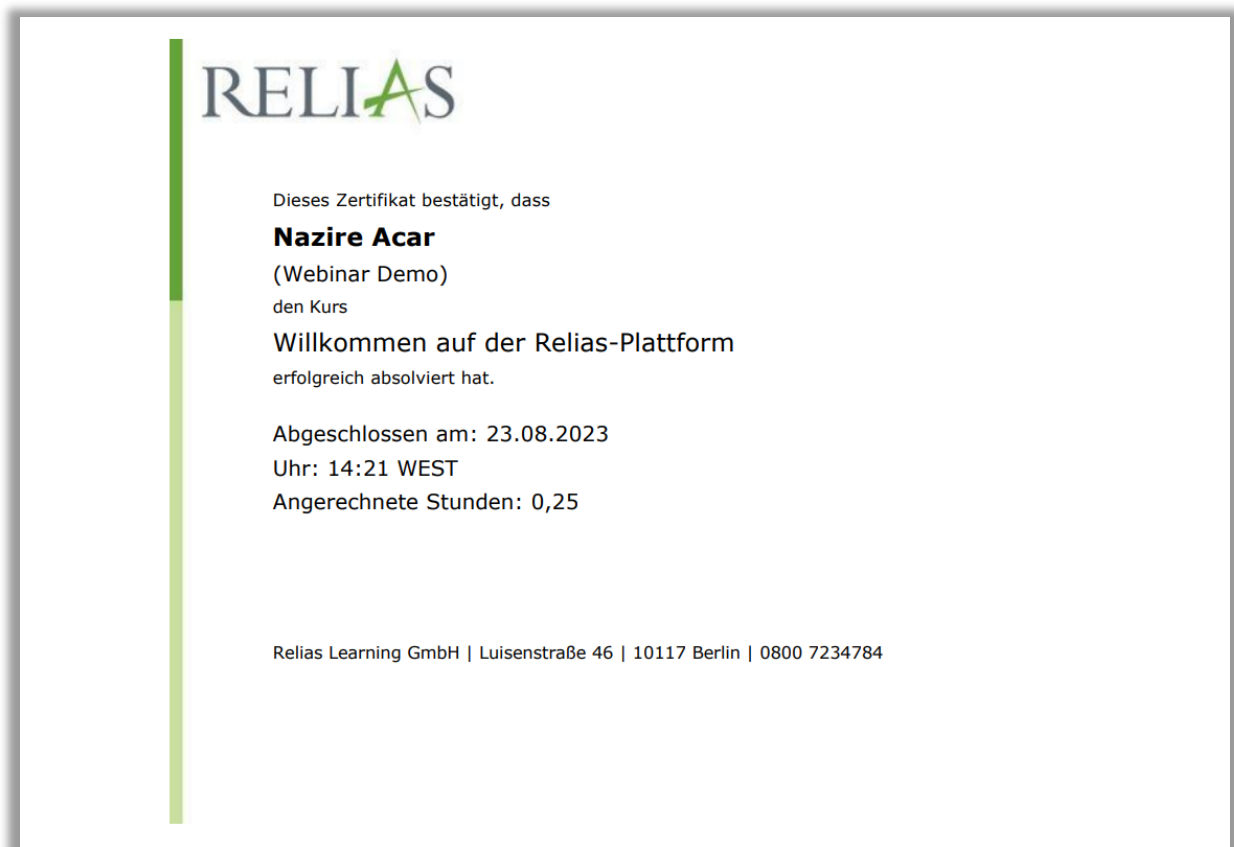 RELIAS
Dieses Zertifikat bestätigt, dass
Nazire Acar
(Webinar Demo)
den Kurs
Willkommen auf der Relias-Plattform
erfolgreich absolviert hat.
Abgeschlossen am: 23.08.2023
Uhr: 14:21 WEST
Angerechnete Stunden: 0,25
Relias Learning GmbH | Luisenstraße 46 | 10117 Berlin | 0800 7234784